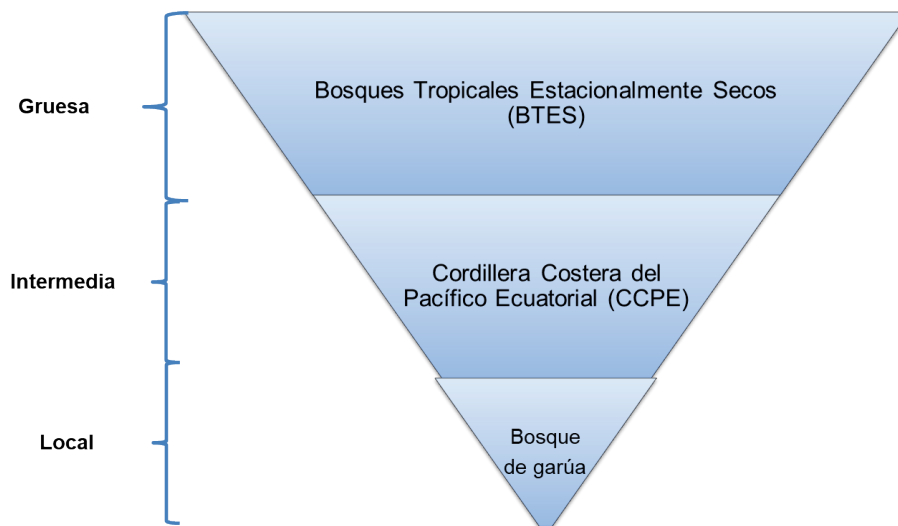 Gruesa
Bosques Tropicales Estacionalmente Secos
(BTES)
Intermedia
Cordillera Costera del
Pacífico Ecuatorial (CCPE)
Local
Bosque
de garúa